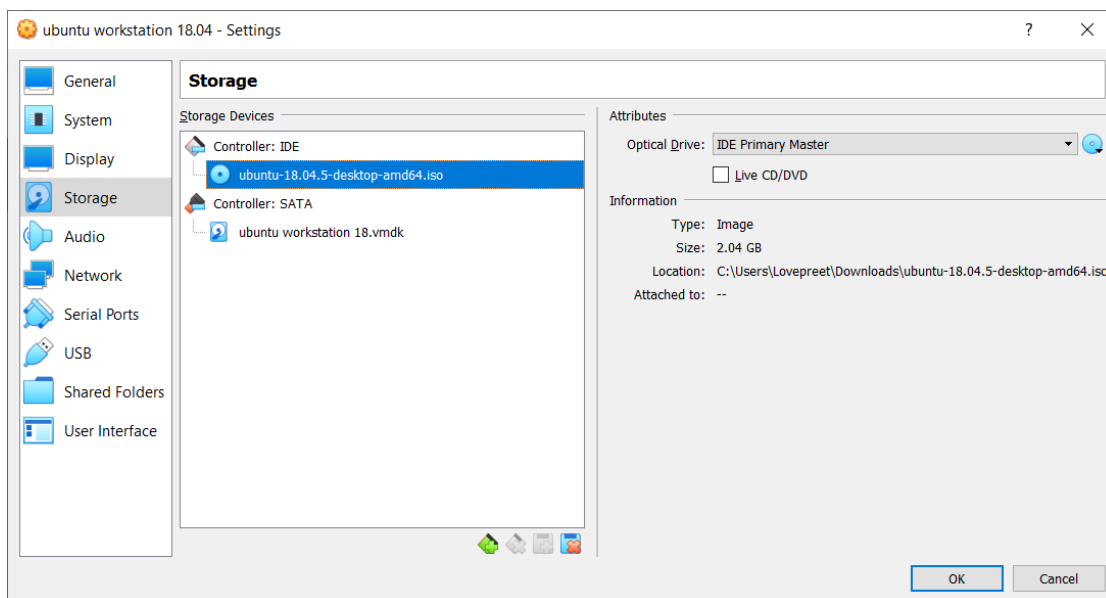 ubuntu workstation 18.04 - Settings
?
General
System
Display
Storage
Audio
Network
Serial Ports
USB
Shared Folders
User Interface
Storage
Storage Devices
Controller: IDE
ubuntu-18.04.5-desktop-amd64.iso
Controller: SATA
ubuntu workstation 18.vmdk
Attributes
Optical Drive: IDE Primary Master
Live CD/DVD
Information
Type: Image
Size: 2.04 GB
Location: C:\Users\Lovepreet\Downloads\ubuntu-18.04.5-desktop-amd64.isc
Attached to: --
OK Cancel